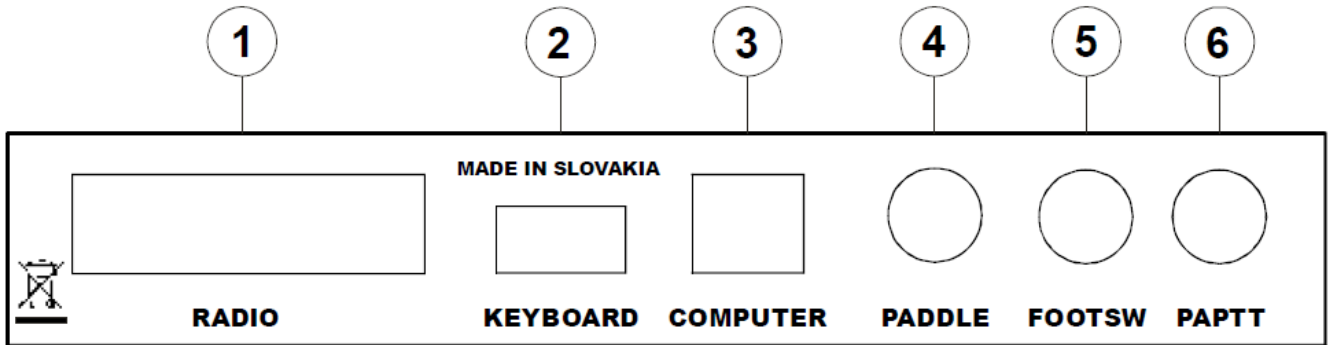 1 2 3 4 5 6
MADE IN SLOVAKIA
RADIO KEYBOARD COMPUTER PADDLE FOOTSW PAPTT